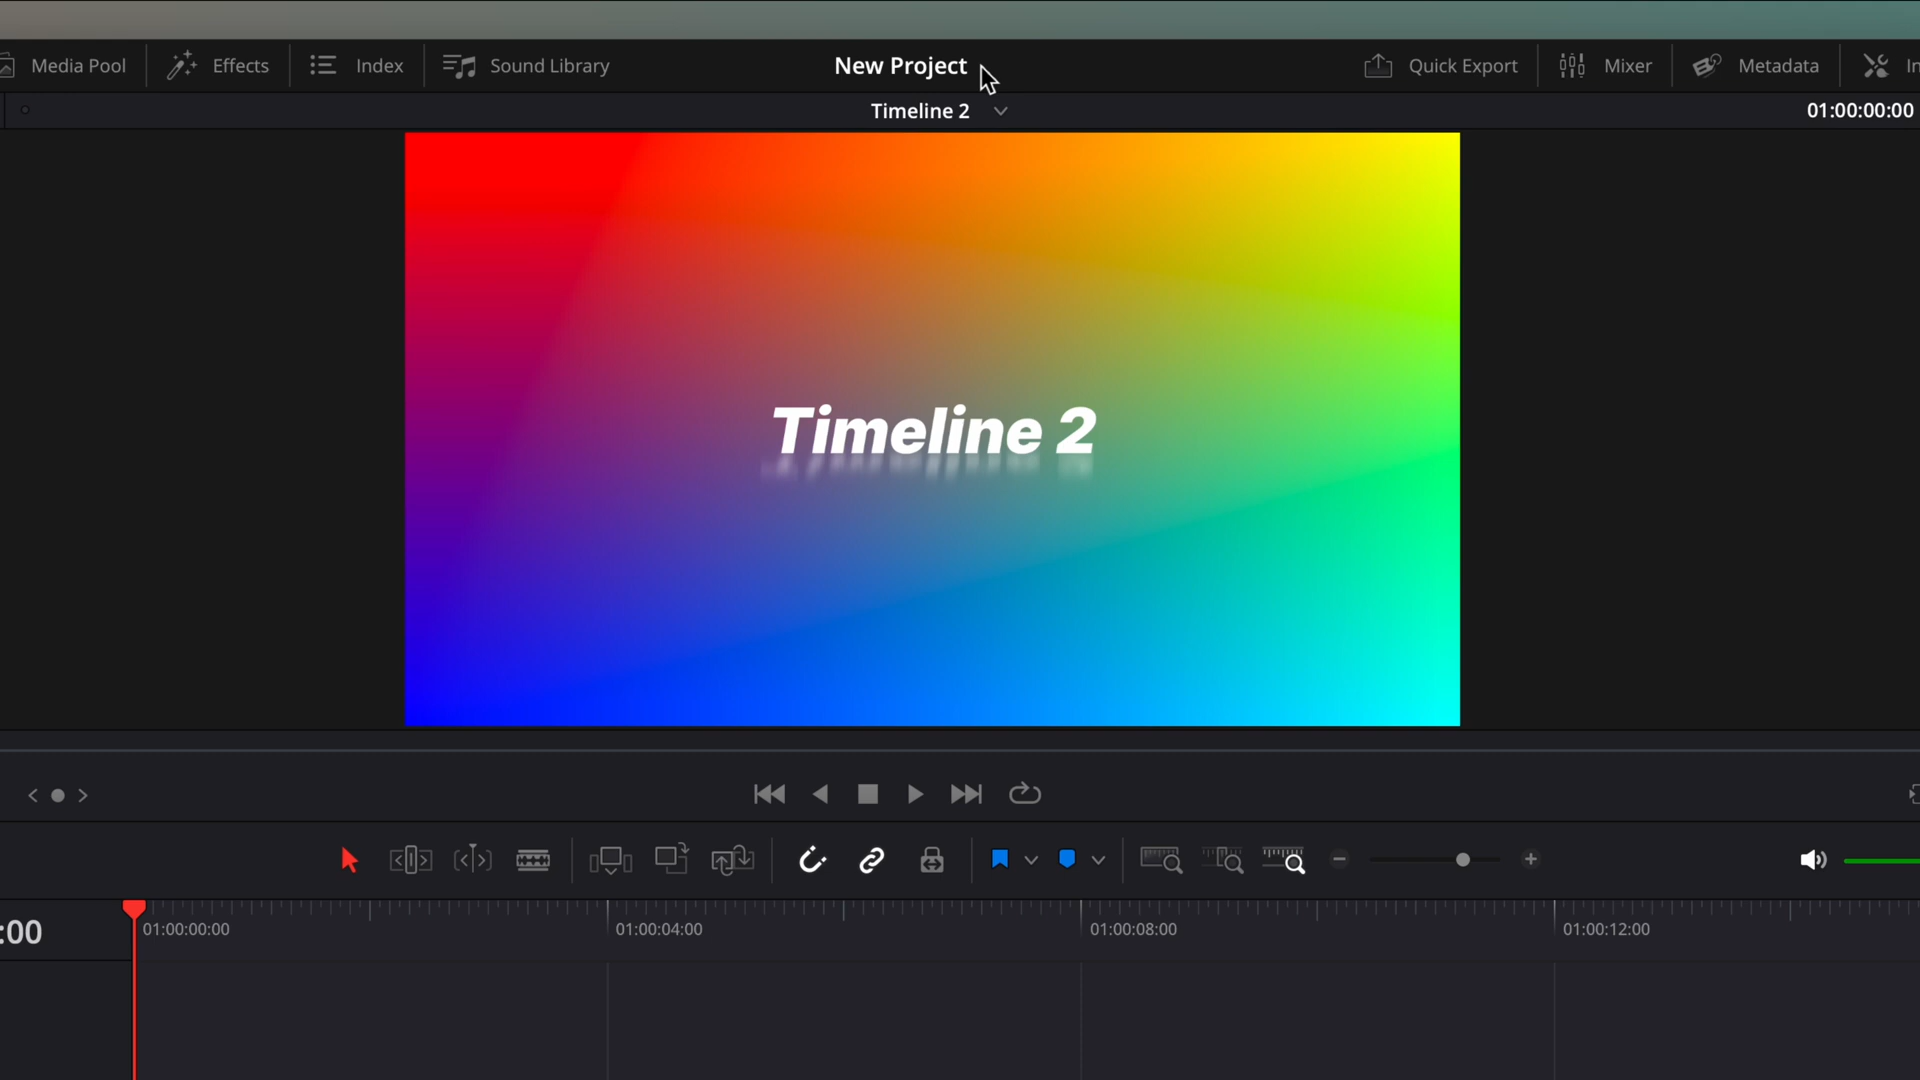 Media Pool
Effects
Index
Sound Library
New Project
Quick Export
Mixer
Metadata
In
Timeline 2
01:00:00:00
Timeline 2
:00
01:00:00:00
01:00:04:00
01:00:08:00
01:00:12:00